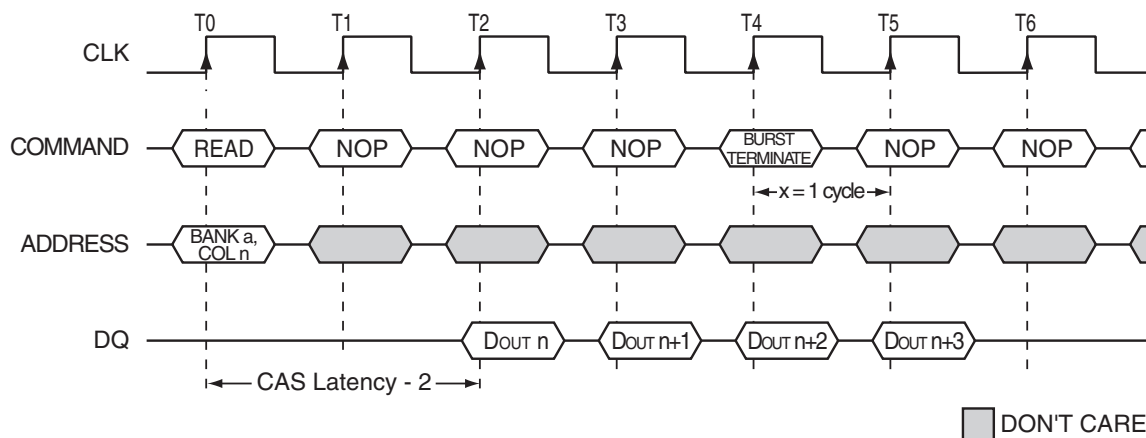 T0 T1 T2 T3 T4 T5 T6
CLK
COMMAND READ NOP NOP NOP BURST TERMINATE NOP NOP
x = 1 cycle
ADDRESS BANK a, COL n
DQ DOUT n DOUT n+1 DOUT n+2 DOUT n+3
CAS Latency - 2
DON'T CARE